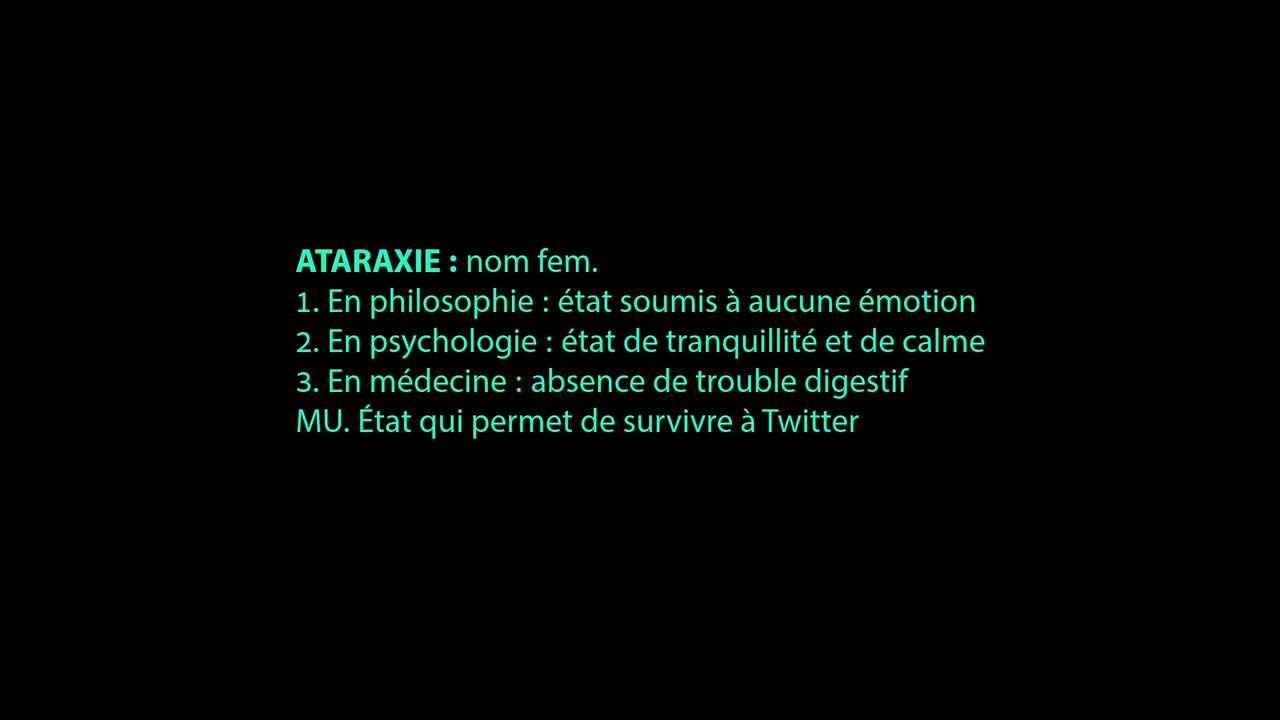 ATARAXIE : nom fem.
1. En philosophie : état soumis à aucune émotion
2. En psychologie : état de tranquillité et de calme
3. En médecine : absence de trouble digestif
MU. État qui permet de survivre à Twitter